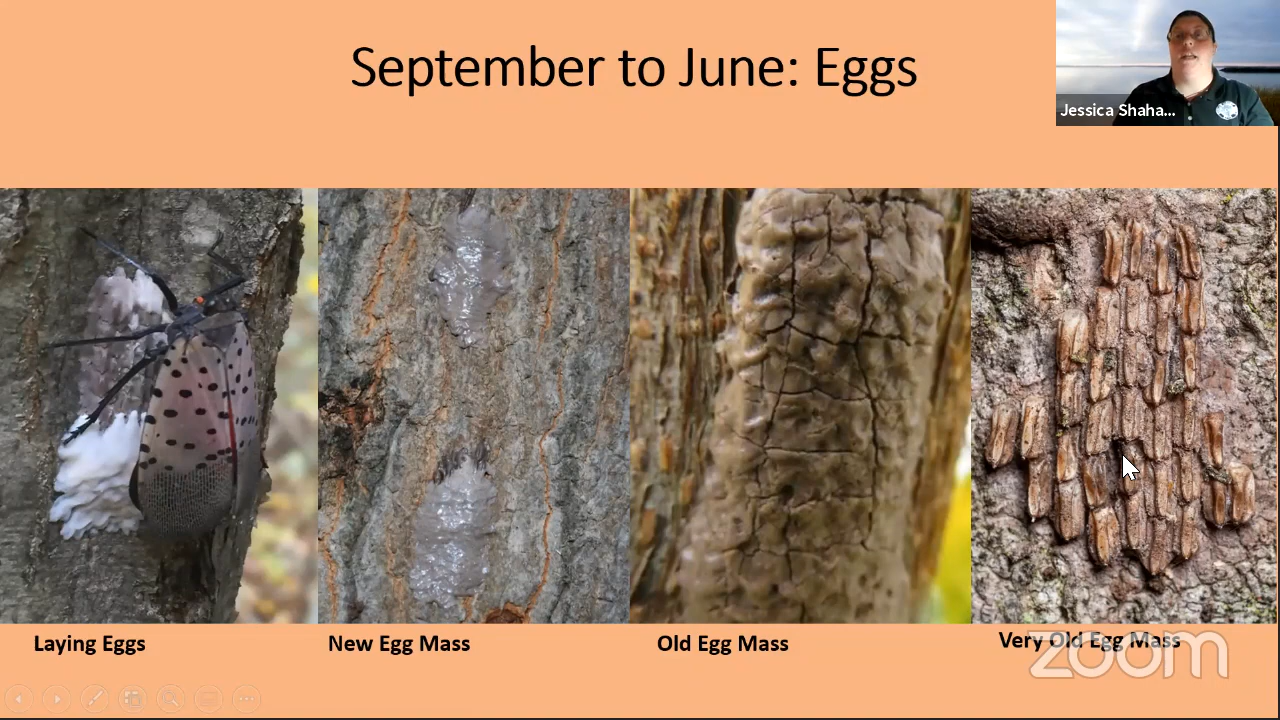 September to June: Eggs
Jessica Shaha...
Laying Eggs
New Egg Mass
Old Egg Mass
Very Old Egg Mass
zoom